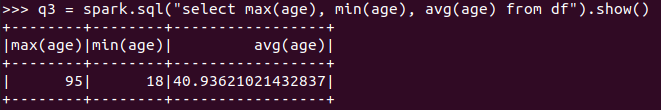 >>> q3 = spark.sql("select max(age), min(age), avg(age) from df").show()
+--------+--------+-----------------+
|max(age)|min(age)|         avg(age)|
+--------+--------+-----------------+
|      95|      18|40.93621021432837|
+--------+--------+-----------------+